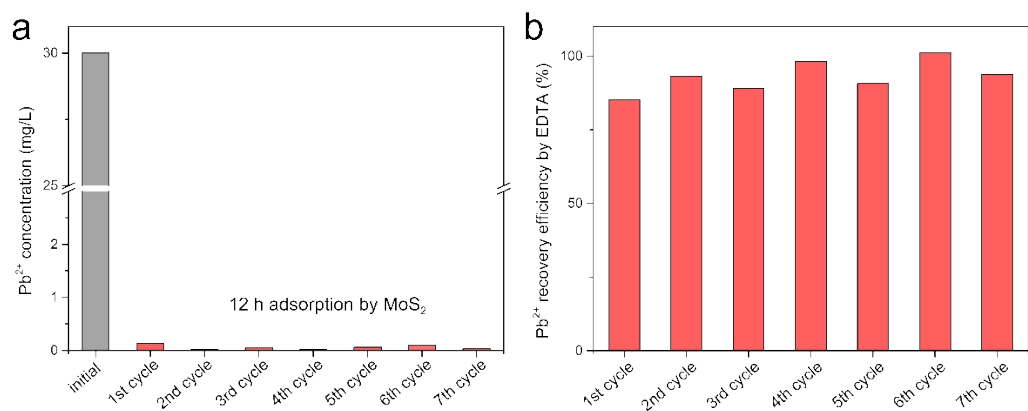 a
Pb²⁺ concentration (mg/L)
30
25
2
1
0
12 h adsorption by MoS₂
initial
1st cycle
2nd cycle
3rd cycle
4th cycle
5th cycle
6th cycle
7th cycle
b
Pb²⁺ recovery efficiency by EDTA (%)
100
50
0
1st cycle
2nd cycle
3rd cycle
4th cycle
5th cycle
6th cycle
7th cycle